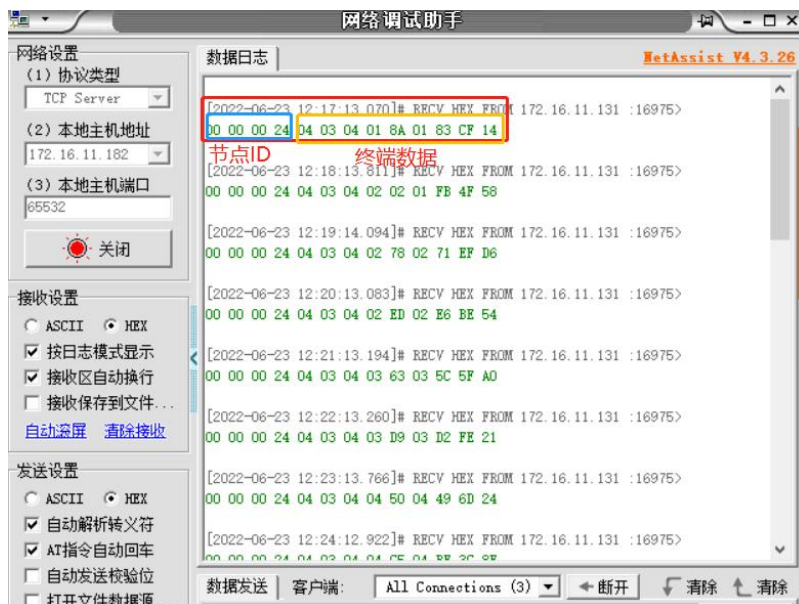 网络调试助手
网络设置
(1) 协议类型
TCP Server
(2) 本地主机地址
172.16.11.182
(3) 本地主机端口
65532
关闭
接收设置
ASCII HEX
按日志模式显示
接收区自动换行
接收保存到文件...
自动滚屏 清除接收
发送设置
ASCII HEX
自动解析转义符
AT指令自动回车
自动发送校验位
打开文件数据源
数据日志
NetAssist V4.3.26
[2022-06-23 12:17:13.070]# RECV HEX FROM 172.16.11.131 :16975>
00 00 00 24 04 03 04 01 8A 01 83 CF 14
节点ID 终端数据
[2022-06-23 12:18:13.811]# RECV HEX FROM 172.16.11.131 :16975>
00 00 00 24 04 03 04 02 02 01 FB 4F 58
[2022-06-23 12:19:14.094]# RECV HEX FROM 172.16.11.131 :16975>
00 00 00 24 04 03 04 02 78 02 71 EF D6
[2022-06-23 12:20:13.083]# RECV HEX FROM 172.16.11.131 :16975>
00 00 00 24 04 03 04 02 ED 02 E6 BE 54
[2022-06-23 12:21:13.194]# RECV HEX FROM 172.16.11.131 :16975>
00 00 00 24 04 03 04 03 63 03 5C 5F A0
[2022-06-23 12:22:13.260]# RECV HEX FROM 172.16.11.131 :16975>
00 00 00 24 04 03 04 03 D9 03 D2 FE 21
[2022-06-23 12:23:13.766]# RECV HEX FROM 172.16.11.131 :16975>
00 00 00 24 04 03 04 04 50 04 49 6D 24
[2022-06-23 12:24:12.922]# RECV HEX FROM 172.16.11.131 :16975>
00 00 00 24 04 03 04 04
数据发送 客户端: All Connections (3) 断开 清除 清除